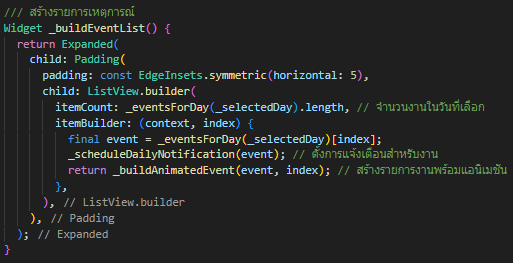 /// สร้างรายการเหตุการณ์
Widget _buildEventList() {
  return Expanded(
    child: Padding(
      padding: const EdgeInsets.symmetric(horizontal: 5),
      child: ListView.builder(
        itemCount: _eventsForDay(_selectedDay).length, // จำนวนงานในวันที่เลือก
        itemBuilder: (context, index) {
          final event = _eventsForDay(_selectedDay)[index];
          _scheduleDailyNotification(event); // ตั้งการแจ้งเตือนสำหรับงาน
          return _buildAnimatedEvent(event, index); // สร้างรายการงานพร้อมแอนิเมชัน
        },
      ), // ListView.builder
    ), // Padding
  ); // Expanded
}